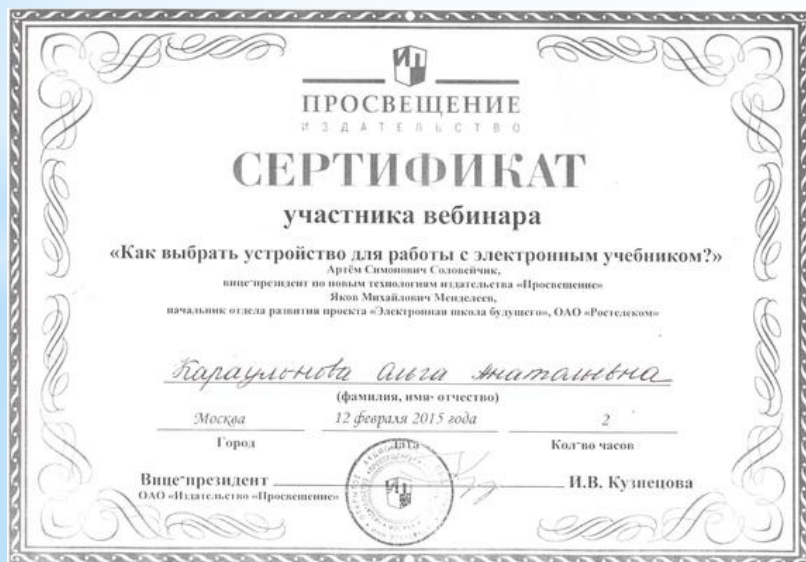 ИП
ПРОСВЕЩЕНИЕ
ИЗДАТЕЛЬСТВО
СЕРТИФИКАТ
участника вебинара
«Как выбрать устройство для работы с электронным учебником?»
Артём Симонович Соловейчик,
вице-президент по новым технологиям издательства «Просвещение»
Яков Михайлович Менделеев,
начальник отдела развития проекта «Электронная школа будущего», ОАО «Ростелеком»
Караульнова Ольга Анатольевна
(фамилия, имя- отчество)
Москва 12 февраля 2015 года 2
Город Дата Кол-во часов
Вице-президент И.В. Кузнецова
ОАО «Издательство «Просвещение»
ИП